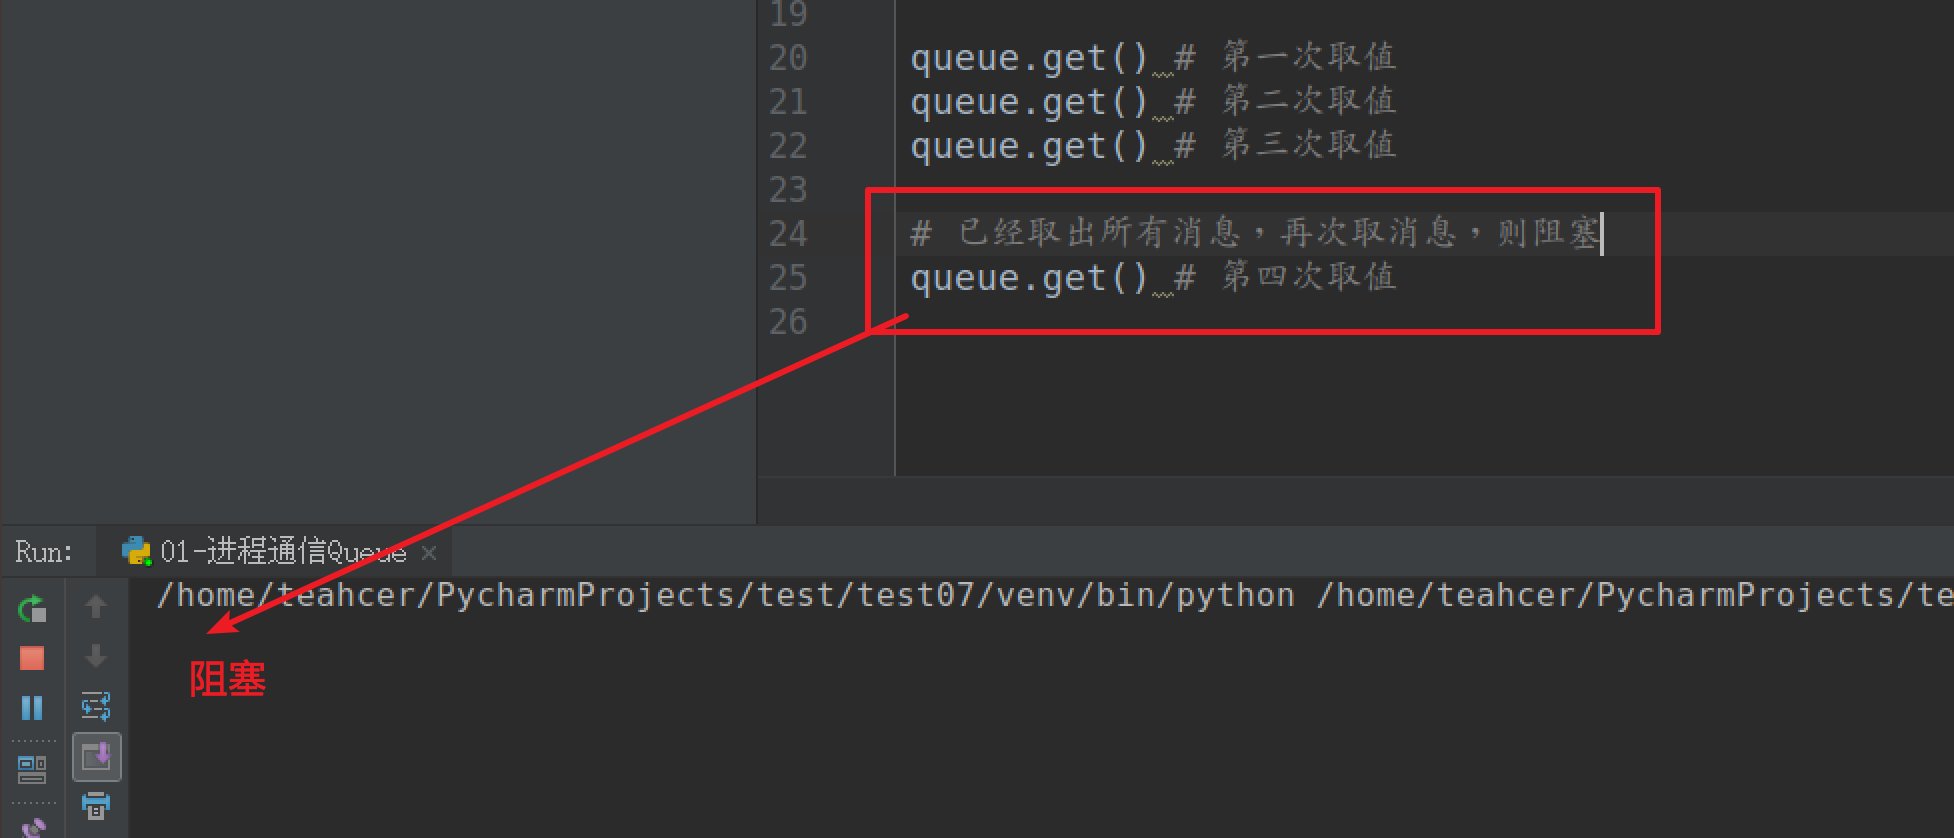 19
20 queue.get() # 第一次取值
21 queue.get() # 第二次取值
22 queue.get() # 第三次取值
23
24 # 已经取出所有消息，再次取消息，则阻塞
25 queue.get() # 第四次取值
26
Run: 01-进程通信Queue
/home/teahcer/PycharmProjects/test/test07/venv/bin/python /home/teahcer/PycharmProjects/te
阻塞